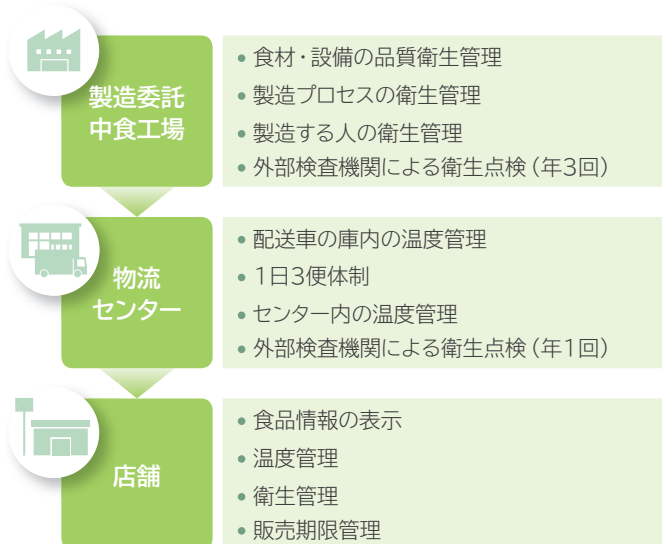 製造委託
中食工場
• 食材・設備の品質衛生管理
• 製造プロセスの衛生管理
• 製造する人の衛生管理
• 外部検査機関による衛生点検（年3回）
物流
センター
• 配送車の庫内の温度管理
• 1日3便体制
• センター内の温度管理
• 外部検査機関による衛生点検（年1回）
店舗
• 食品情報の表示
• 温度管理
• 衛生管理
• 販売期限管理